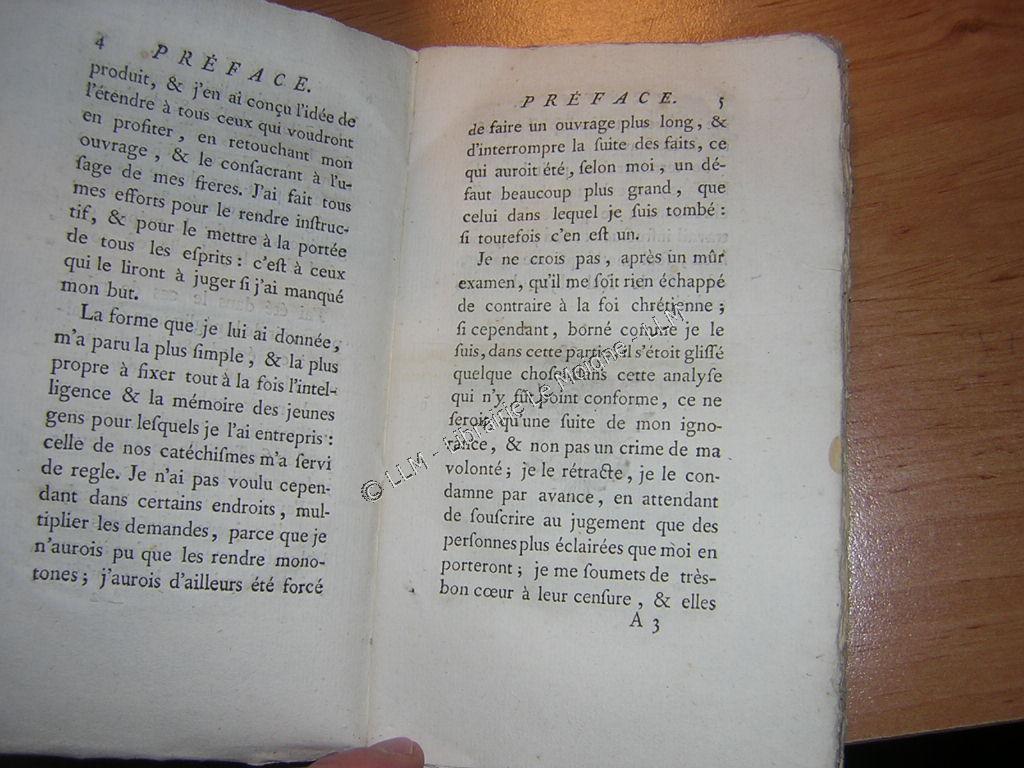 4 PRÉFACE.
produit, & j'en ai conçu l'idée de
l'étendre à tous ceux qui voudront
en profiter, en retouchant mon
ouvrage, & le conſacrant à l'u-
ſage de mes freres. J'ai fait tous
mes efforts pour le rendre inſtruc-
tif, & pour le mettre à la portée
de tous les eſprits : c'eſt à ceux
qui le liront à juger ſi j'ai manqué
mon but.
La forme que je lui ai donnée,
m'a paru la plus ſimple, & la plus
propre à fixer tout à la fois l'intel-
ligence & la mémoire des jeunes
gens pour leſquels je l'ai entrepris :
celle de nos catéchiſmes m'a ſervi
de regle. Je n'ai pas voulu cepen-
dant dans certains endroits, mul-
tiplier les demandes, parce que je
n'aurois pu que les rendre mono-
tones ; j'aurois d'ailleurs été forcé
PRÉFACE. 5
de faire un ouvrage plus long, &
d'interrompre la ſuite des faits, ce
qui auroit été, ſelon moi, un dé-
faut beaucoup plus grand, que
celui dans lequel je ſuis tombé :
ſi toutefois c'en eſt un.
Je ne crois pas, après un mûr
examen, qu'il me ſoit rien échappé
de contraire à la foi chrétienne ;
ſi cependant, borné comme je le
ſuis, dans cette partie, il s'étoit gliſſé
quelque choſe dans cette analyſe
qui n'y fût point conforme, ce ne
ſeroit qu'une ſuite de mon igno-
rance, & non pas un crime de ma
volonté ; je le rétracte, je le con-
damne par avance, en attendant
de ſouſcrire au jugement que des
perſonnes plus éclairées que moi en
porteront ; je me ſoumets de très-
bon cœur à leur cenſure, & elles
A 3
© LLM - Librairie Le Moigne - LLM